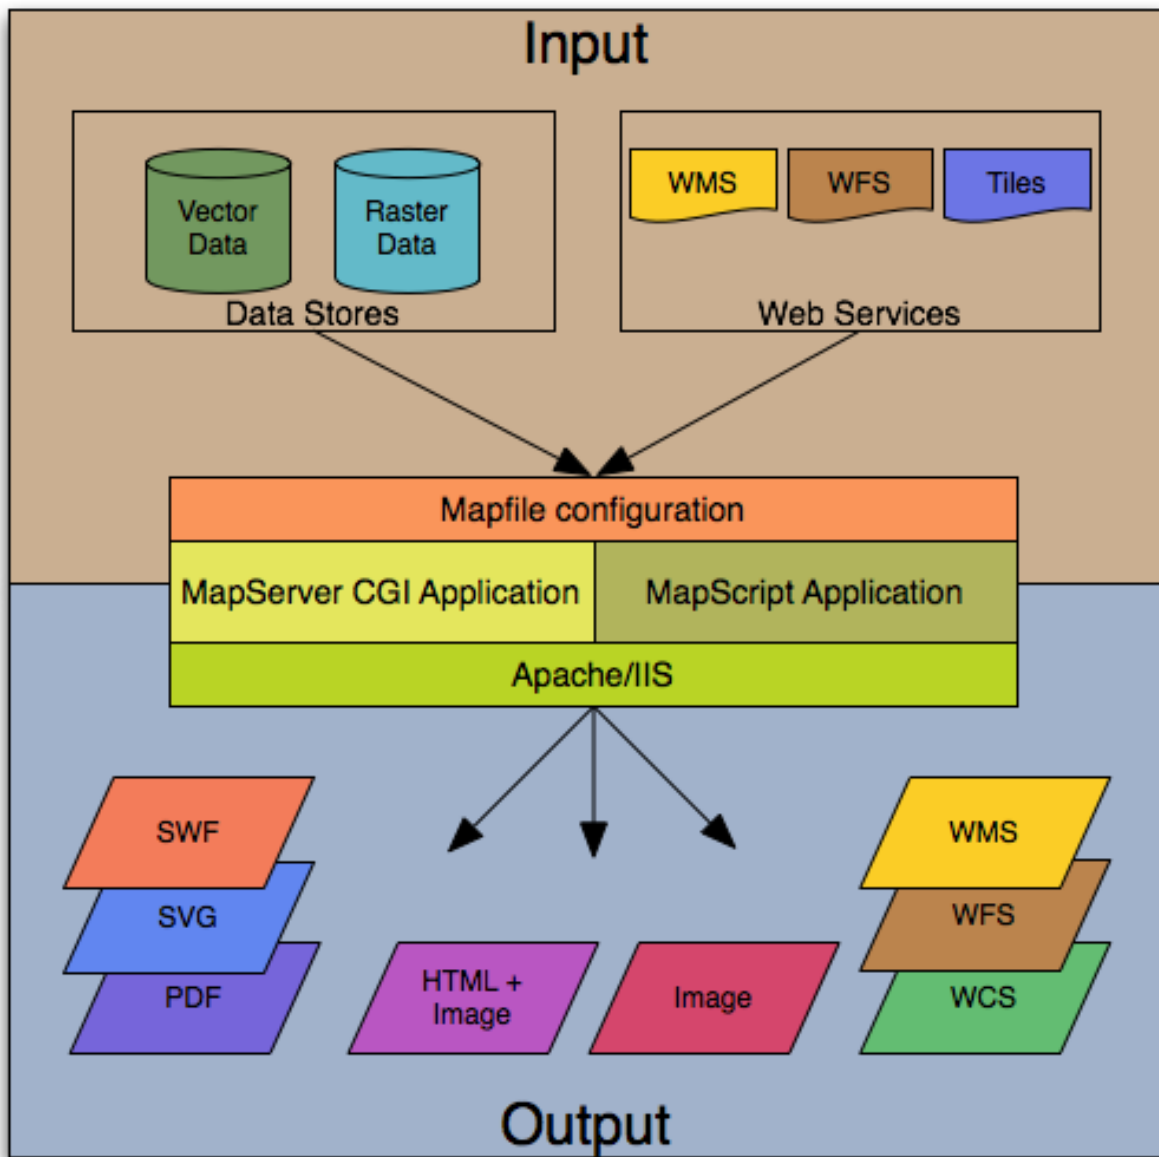 Input
Vector
Data
Raster
Data
Data Stores
WMS
WFS
Tiles
Web Services
Mapfile configuration
MapServer CGI Application
MapScript Application
Apache/IIS
SWF
SVG
PDF
HTML +
Image
Image
WMS
WFS
WCS
Output